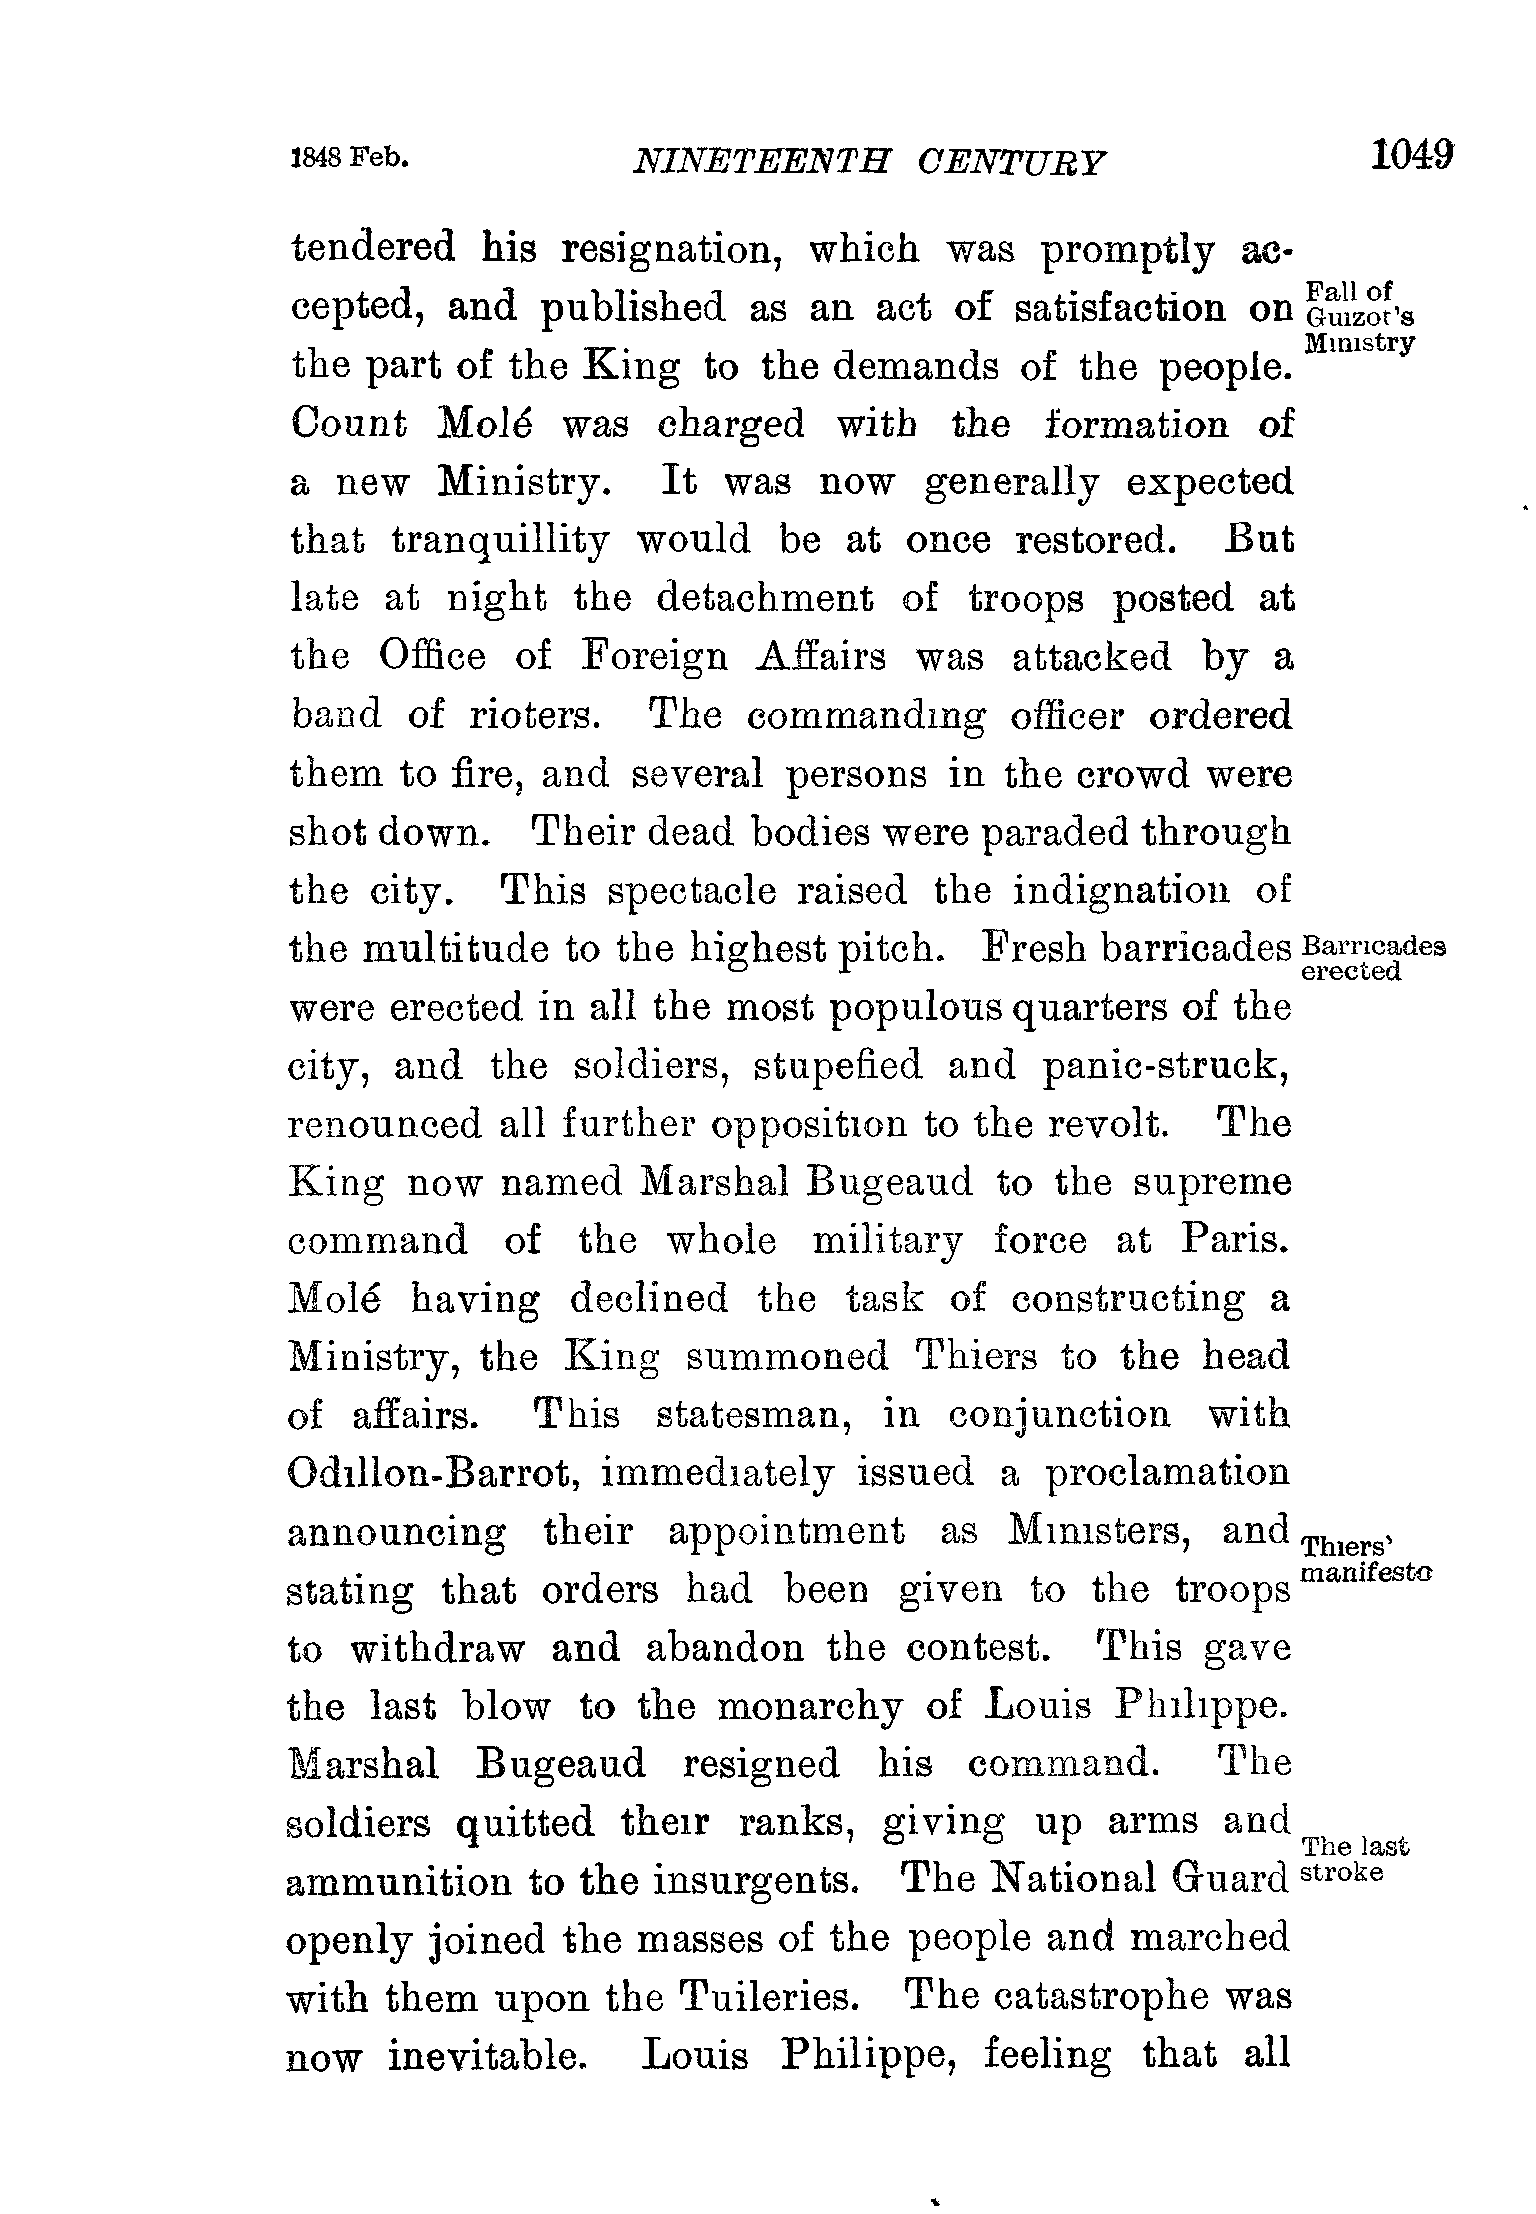 1848 Feb. NINETEENTH CENTURY 1049
tendered his resignation, which was promptly ac-
cepted, and published as an act of satisfaction on
Fall of
Guizot's
Ministry
the part of the King to the demands of the people.
Count Molé was charged with the formation of
a new Ministry. It was now generally expected
that tranquillity would be at once restored. But
late at night the detachment of troops posted at
the Office of Foreign Affairs was attacked by a
band of rioters. The commanding officer ordered
them to fire, and several persons in the crowd were
shot down. Their dead bodies were paraded through
the city. This spectacle raised the indignation of
the multitude to the highest pitch. Fresh barricades
Barricades
erected
were erected in all the most populous quarters of the
city, and the soldiers, stupefied and panic-struck,
renounced all further opposition to the revolt. The
King now named Marshal Bugeaud to the supreme
command of the whole military force at Paris.
Molé having declined the task of constructing a
Ministry, the King summoned Thiers to the head
of affairs. This statesman, in conjunction with
Odillon-Barrot, immediately issued a proclamation
announcing their appointment as Ministers, and
Thiers'
manifesto
stating that orders had been given to the troops
to withdraw and abandon the contest. This gave
the last blow to the monarchy of Louis Philippe.
Marshal Bugeaud resigned his command. The
soldiers quitted their ranks, giving up arms and
The last
stroke
ammunition to the insurgents. The National Guard
openly joined the masses of the people and marched
with them upon the Tuileries. The catastrophe was
now inevitable. Louis Philippe, feeling that all